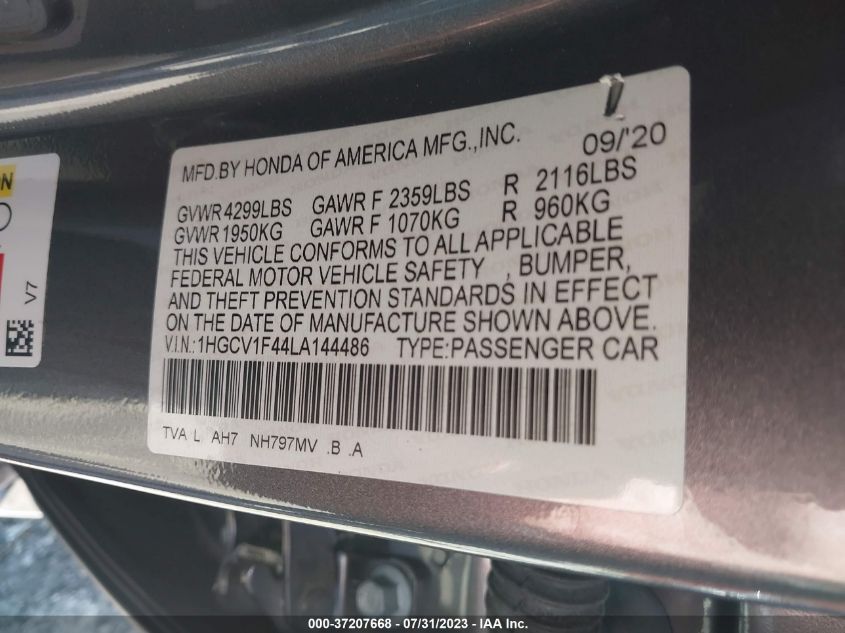 MFD.BY HONDA OF AMERICA MFG.,INC. 09/'20
GVWR 4299LBS GAWR F 2359LBS R 2116LBS
GVWR 1950KG GAWR F 1070KG R 960KG
THIS VEHICLE CONFORMS TO ALL APPLICABLE
FEDERAL MOTOR VEHICLE SAFETY , BUMPER,
AND THEFT PREVENTION STANDARDS IN EFFECT
ON THE DATE OF MANUFACTURE SHOWN ABOVE.
V.I.N.: 1HGCV1F44LA144486 TYPE:PASSENGER CAR
TVA L AH7 NH797MV .B .A
V7
000-37207668 - 07/31/2023 - IAA Inc.